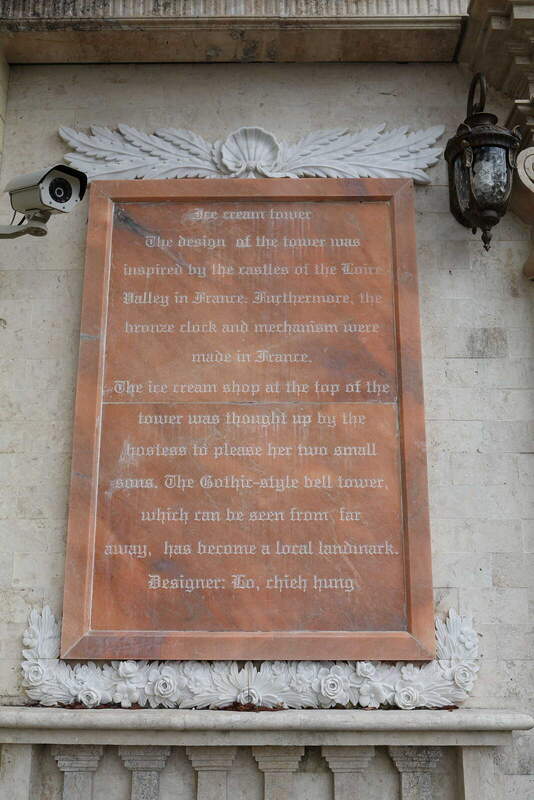 Ice cream tower
The design of the tower was
inspired by the castles of the Loire
Valley in France. Furthermore, the
bronze clock and mechanism were
made in France.
The ice cream shop at the top of the
tower was thought up by the
hostess to please her two small
sons. The Gothic-style bell tower,
which can be seen from far
away, has become a local landmark.
Designer: Lo, chieh hung